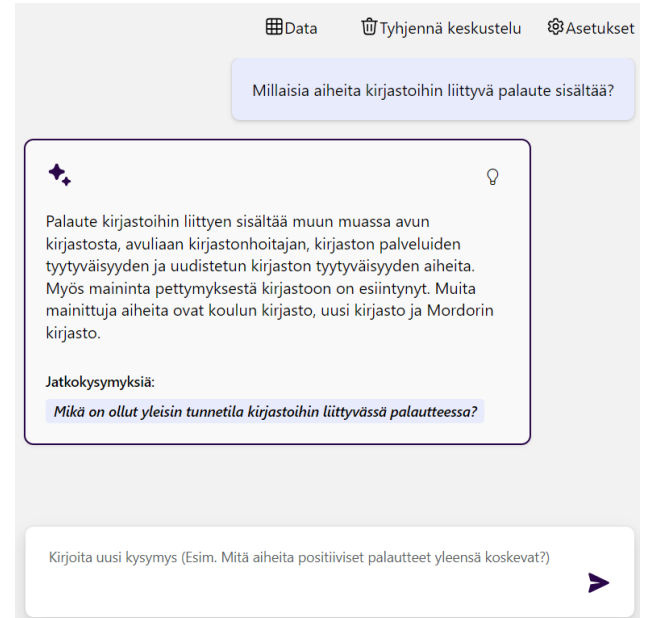 Data Tyhjennä keskustelu Asetukset
Millaisia aiheita kirjastoihin liittyvä palaute sisältää?
Palaute kirjastoihin liittyen sisältää muun muassa avun
kirjastosta, avuliaan kirjastonhoitajan, kirjaston palveluiden
tyytyväisyyden ja uudistetun kirjaston tyytyväisyyden aiheita.
Myös maininta pettymyksestä kirjastoon on esiintynyt. Muita
mainittuja aiheita ovat koulun kirjasto, uusi kirjasto ja Mordorin
kirjasto.
Jatkokysymyksiä:
Mikä on ollut yleisin tunnetila kirjastoihin liittyvässä palautteessa?
Kirjoita uusi kysymys (Esim. Mitä aiheita positiiviset palautteet yleensä koskevat?)